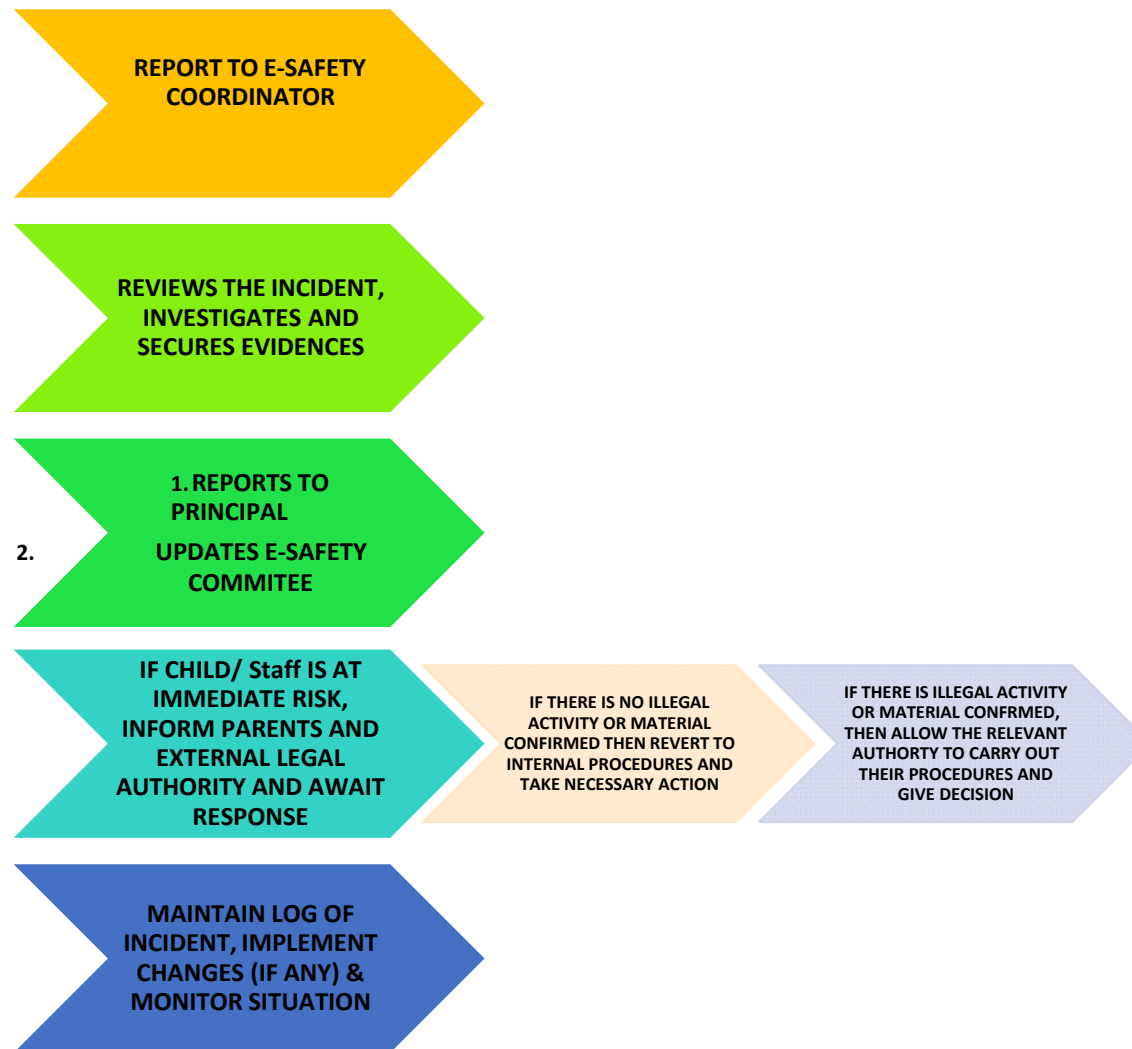 REPORT TO E-SAFETY
COORDINATOR
REVIEWS THE INCIDENT,
INVESTIGATES AND
SECURES EVIDENCES
1. REPORTS TO
PRINCIPAL
2. UPDATES E-SAFETY
COMMITEE
IF CHILD/ Staff IS AT
IMMEDIATE RISK,
INFORM PARENTS AND
EXTERNAL LEGAL
AUTHORITY AND AWAIT
RESPONSE
IF THERE IS NO ILLEGAL
ACTIVITY OR MATERIAL
CONFIRMED THEN REVERT TO
INTERNAL PROCEDURES AND
TAKE NECESSARY ACTION
IF THERE IS ILLEGAL ACTIVITY
OR MATERIAL CONFRMED,
THEN ALLOW THE RELEVANT
AUTHORTY TO CARRY OUT
THEIR PROCEDURES AND
GIVE DECISION
MAINTAIN LOG OF
INCIDENT, IMPLEMENT
CHANGES (IF ANY) &
MONITOR SITUATION